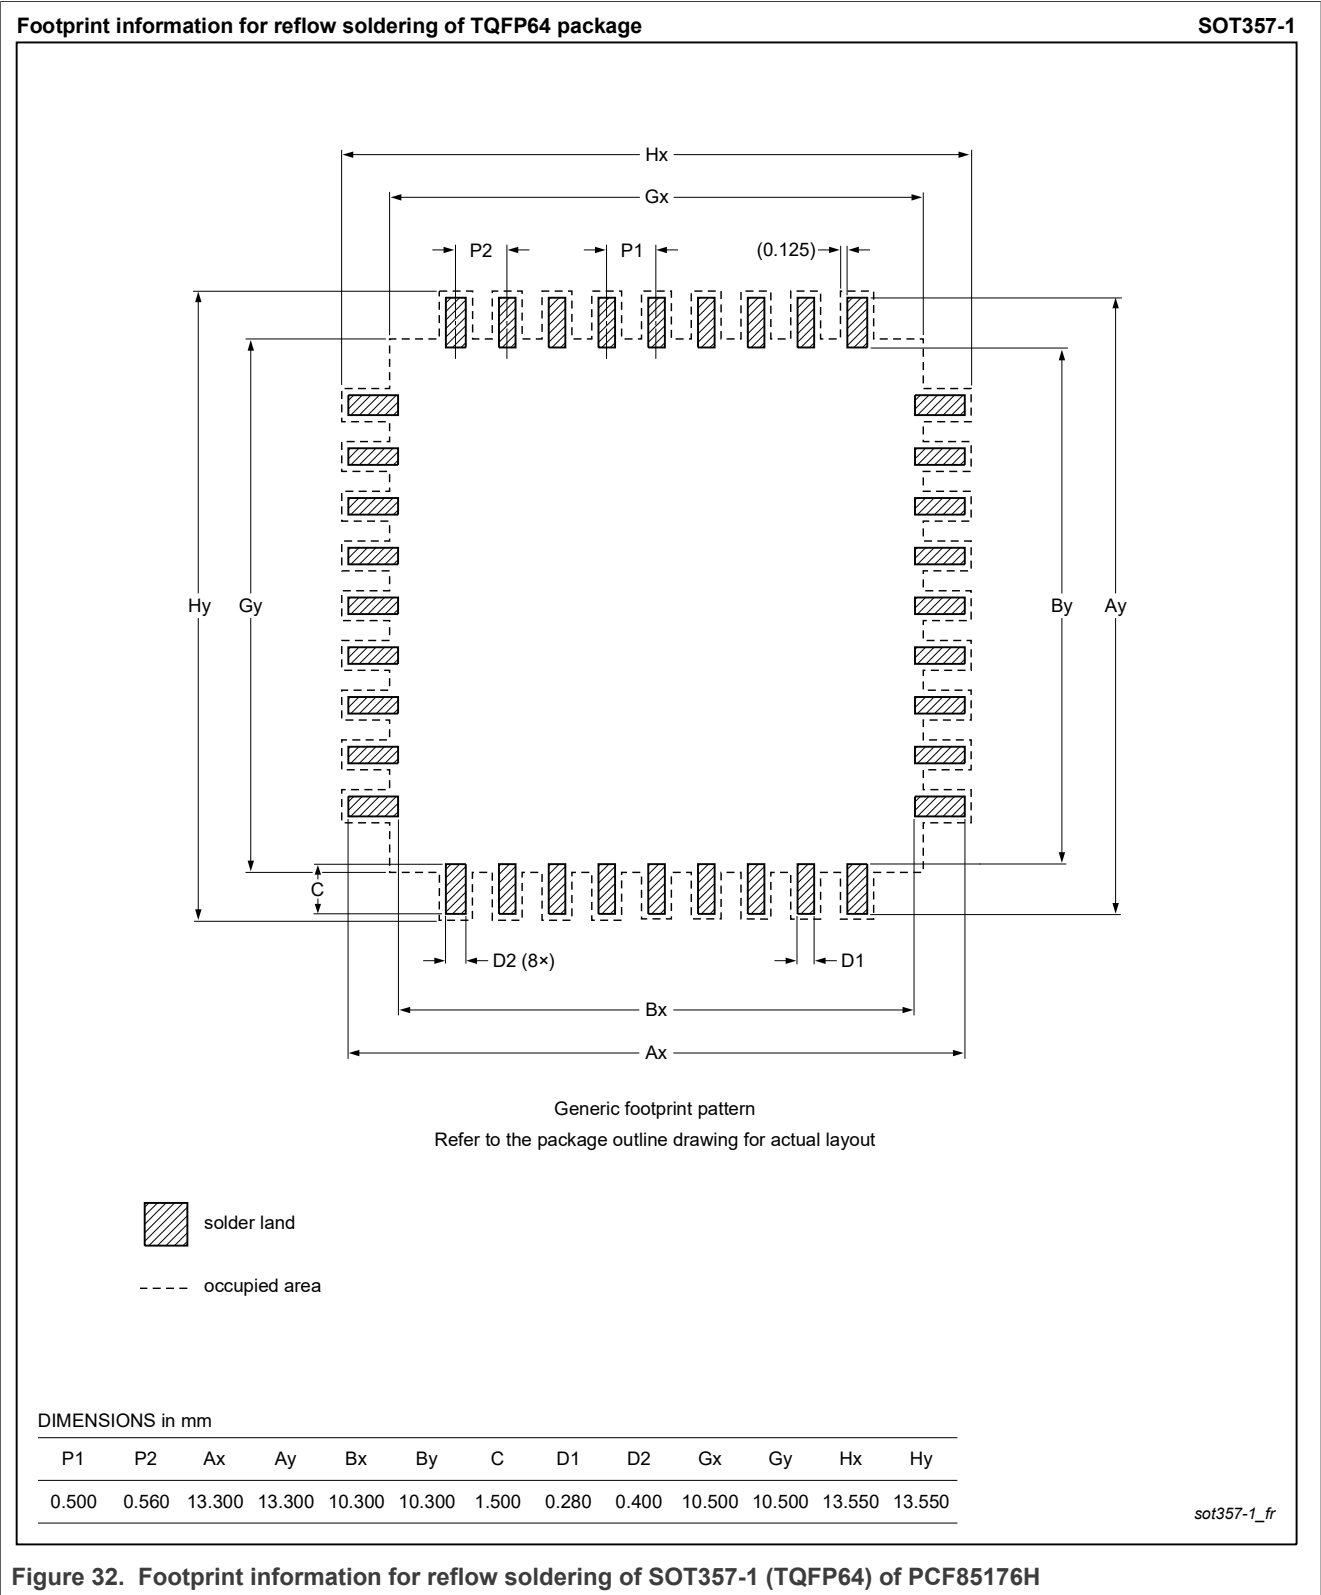 Footprint information for reflow soldering of TQFP64 package SOT357-1
Hx
Gx
P2 P1 (0.125)
Hy Gy By Ay
C
D2 (8×) D1
Bx
Ax
Generic footprint pattern
Refer to the package outline drawing for actual layout
solder land
occupied area
DIMENSIONS in mm
P1 P2 Ax Ay Bx By C D1 D2 Gx Gy Hx Hy
0.500 0.560 13.300 13.300 10.300 10.300 1.500 0.280 0.400 10.500 10.500 13.550 13.550
sot357-1_fr
Figure 32. Footprint information for reflow soldering of SOT357-1 (TQFP64) of PCF85176H